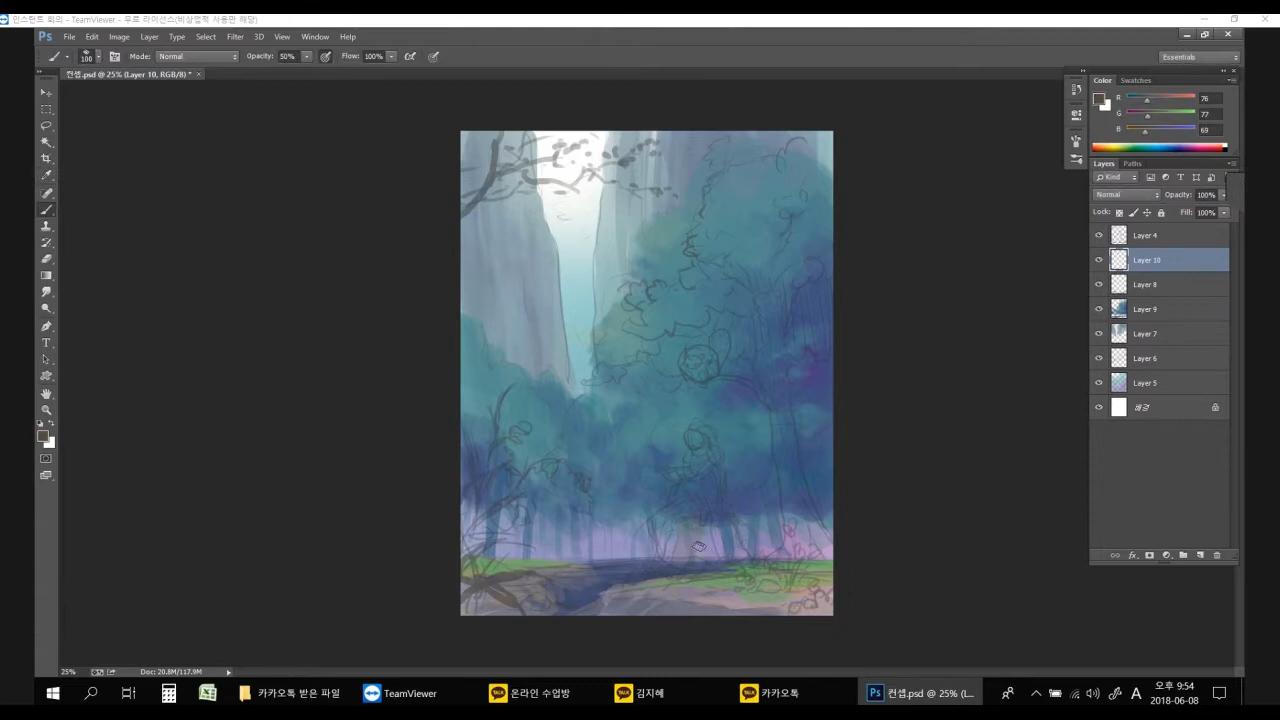 인스턴트 회의 - TeamViewer - 무료 라이선스(비상업적 사용만 해당)
Ps File Edit Image Layer Type Select Filter 3D View Window Help
100 Mode: Normal Opacity: 50% Flow: 100% Essentials
컨셉.psd @ 25% (Layer 10, RGB/8) * ×
Color Swatches
R 76
G 77
B 69
Layers Paths
Kind
Normal Opacity: 100%
Lock: Fill: 100%
Layer 4
Layer 10
Layer 8
Layer 9
Layer 7
Layer 6
Layer 5
배경
25% Doc: 20.8M/117.9M
카카오톡 받은 파일 TeamViewer 온라인 수업방 김지혜 카카오톡 컨셉.psd @ 25% (L... A 오후 9:54
2018-06-08